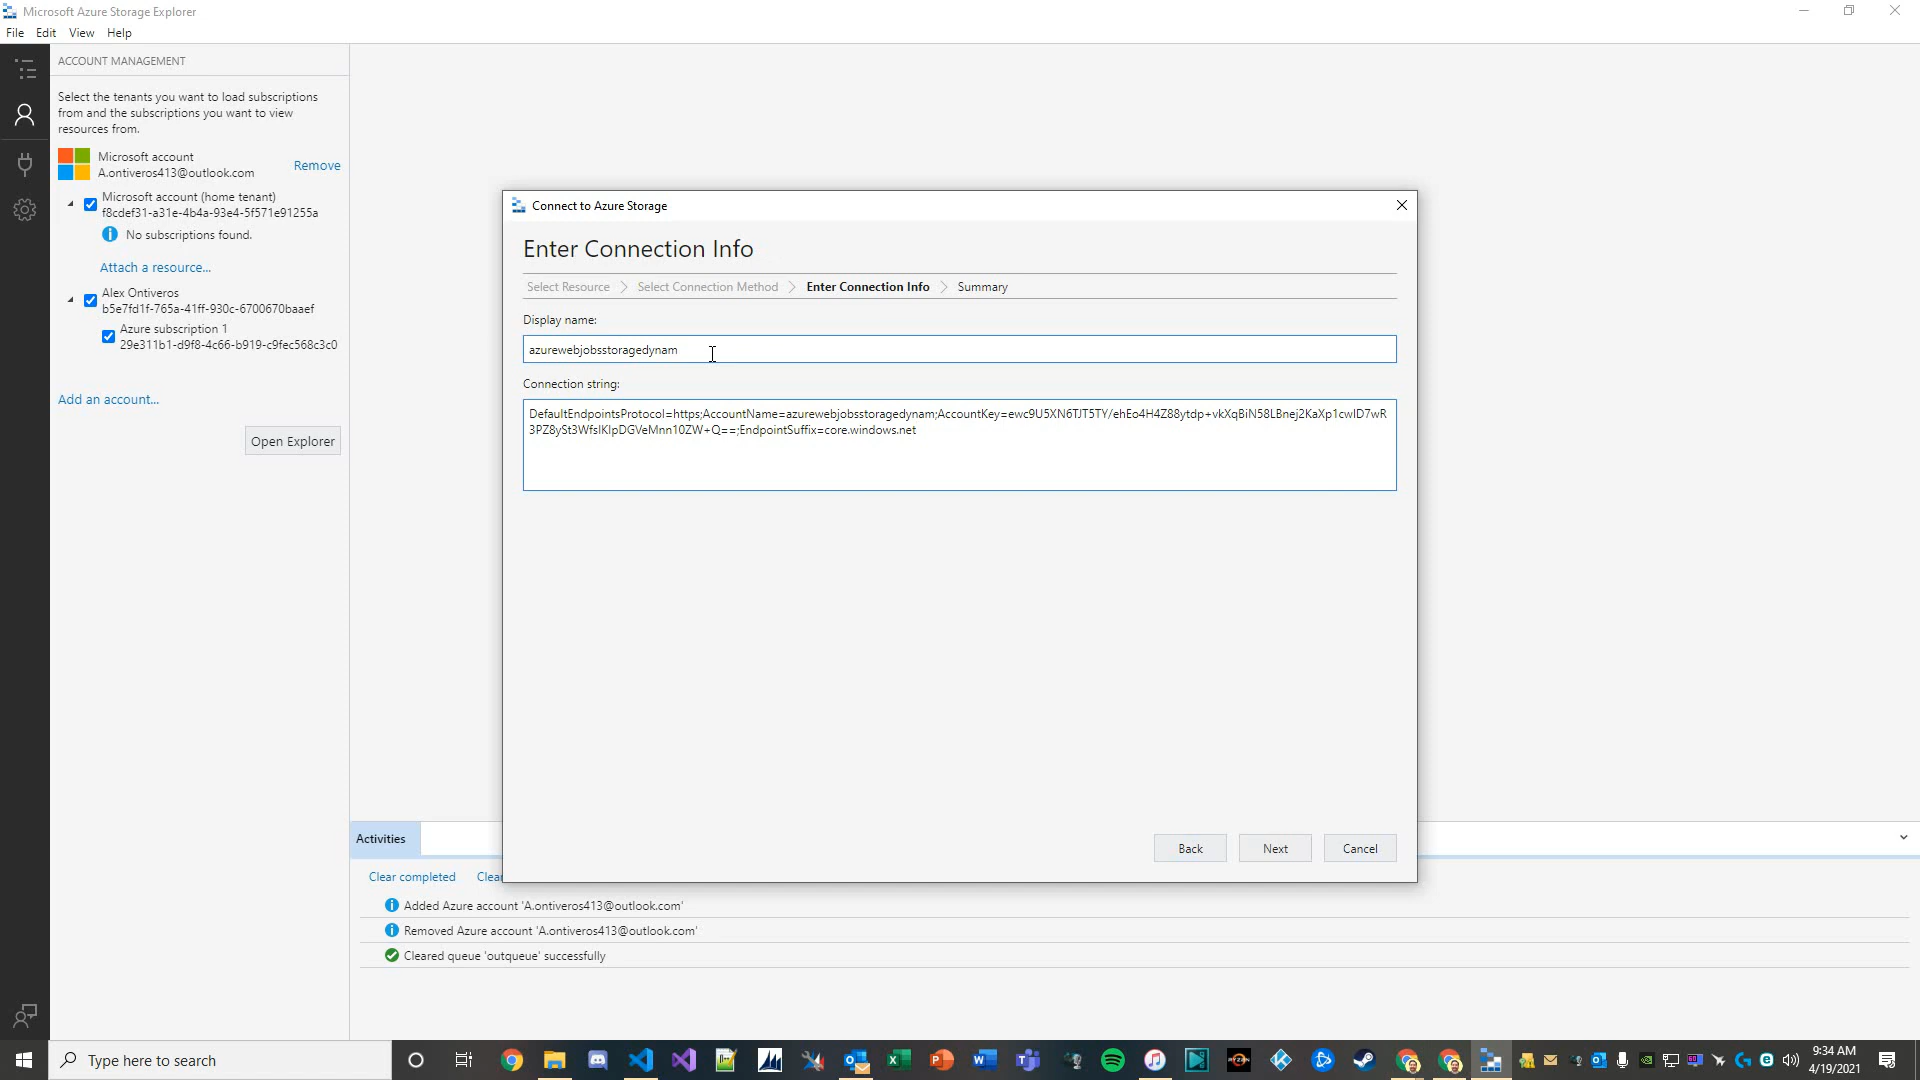 Microsoft Azure Storage Explorer
File Edit View Help
ACCOUNT MANAGEMENT
Select the tenants you want to load subscriptions
from and the subscriptions you want to view
resources from.
Microsoft account
A.ontiveros413@outlook.com
Remove
Microsoft account (home tenant)
f8cdef31-a31e-4b4a-93e4-5f571e91255a
No subscriptions found.
Attach a resource...
Alex Ontiveros
b5e7fd1f-765a-41ff-930c-6700670baaef
Azure subscription 1
29e311b1-d9f8-4c66-b919-c9fec568c3c0
Add an account...
Open Explorer
Connect to Azure Storage
Enter Connection Info
Select Resource Select Connection Method Enter Connection Info Summary
Display name:
azurewebjobsstoragedynam
Connection string:
DefaultEndpointsProtocol=https;AccountName=azurewebjobsstoragedynam;AccountKey=ewc9U5XN6TJT5TY/ehEo4H4Z88ytdp+vkXqBiN58LBnej2KaXp1cwID7wR
3PZ8ySt3WfsIKlpDGVeMnn10ZW+Q==;EndpointSuffix=core.windows.net
Back Next Cancel
Activities
Clear completed Clear
Added Azure account 'A.ontiveros413@outlook.com'
Removed Azure account 'A.ontiveros413@outlook.com'
Cleared queue 'outqueue' successfully
Type here to search
9:34 AM
4/19/2021